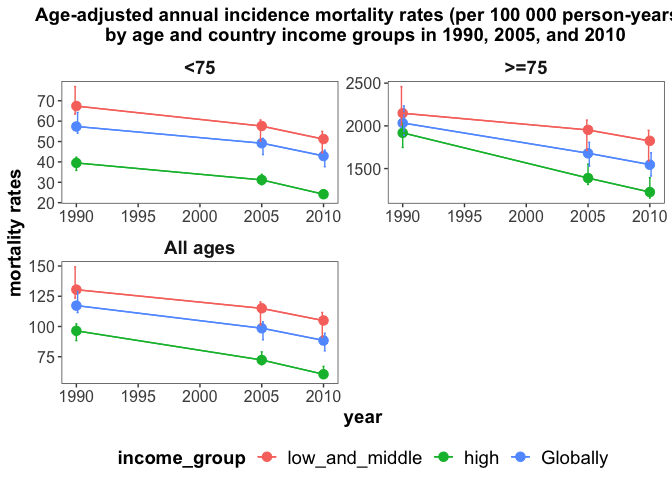 Age-adjusted annual incidence mortality rates (per 100 000 person-years
by age and country income groups in 1990, 2005, and 2010
<75
>=75
70
60
50
40
30
20
1990 1995 2000 2005 2010
2500
2000
1500
1990 1995 2000 2005 2010
mortality rates
All ages
150
125
100
75
1990 1995 2000 2005 2010
year
income_group low_and_middle high Globally